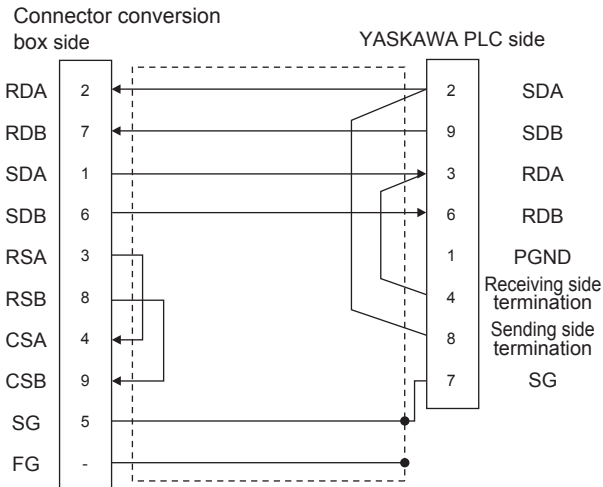 Connector conversion
box side
YASKAWA PLC side
RDA 2 2 SDA
RDB 7 9 SDB
SDA 1 3 RDA
SDB 6 6 RDB
RSA 3 1 PGND
RSB 8 4 Receiving side
termination
CSA 4 8 Sending side
termination
CSB 9 7 SG
SG 5
FG -